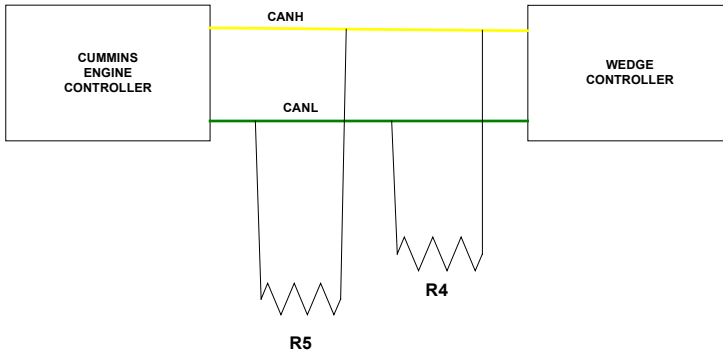 CANH
CUMMINS
ENGINE
CONTROLLER
WEDGE
CONTROLLER
CANL
R4
R5